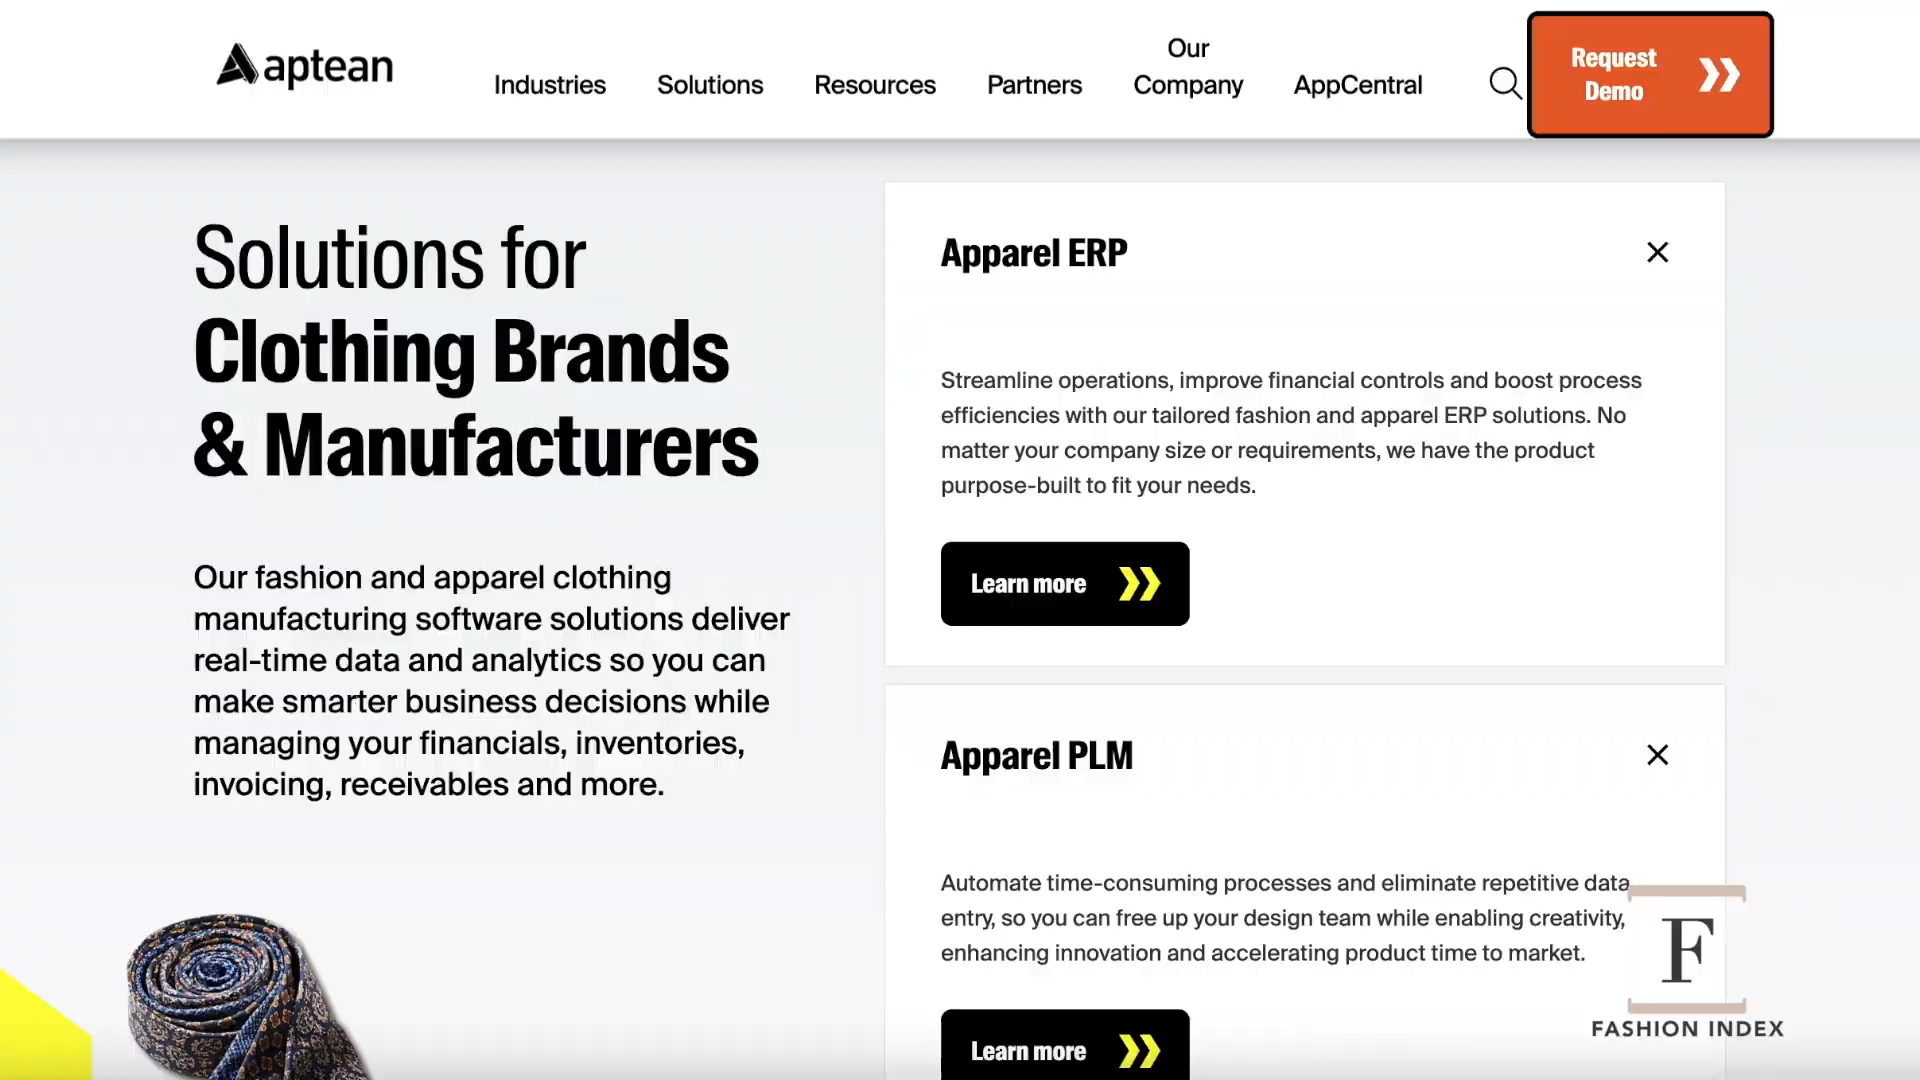 aptean
Industries
Solutions
Resources
Partners
Our
Company
AppCentral
Request
Demo
Solutions for
Clothing Brands
& Manufacturers
Our fashion and apparel clothing
manufacturing software solutions deliver
real-time data and analytics so you can
make smarter business decisions while
managing your financials, inventories,
invoicing, receivables and more.
Apparel ERP
Streamline operations, improve financial controls and boost process
efficiencies with our tailored fashion and apparel ERP solutions. No
matter your company size or requirements, we have the product
purpose-built to fit your needs.
Learn more
Apparel PLM
Automate time-consuming processes and eliminate repetitive data
entry, so you can free up your design team while enabling creativity,
enhancing innovation and accelerating product time to market.
Learn more
F
FASHION INDEX